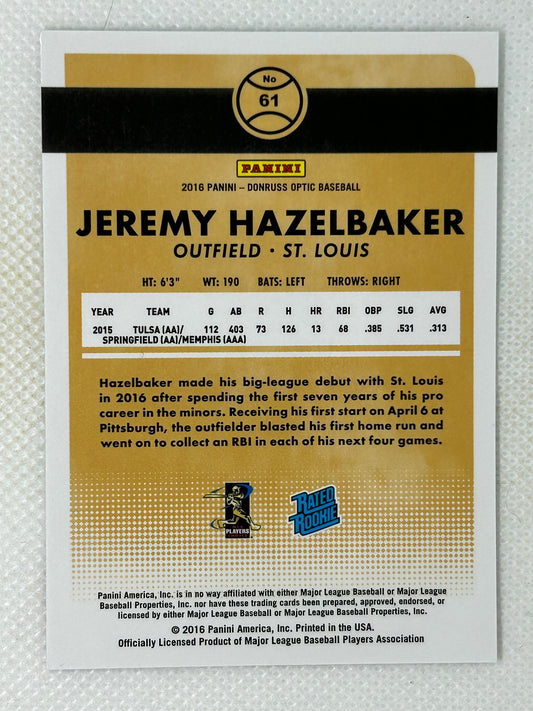 No
61
PANINI
2016 PANINI – DONRUSS OPTIC BASEBALL
JEREMY HAZELBAKER
OUTFIELD • ST. LOUIS
HT: 6'3" WT: 190 BATS: LEFT THROWS: RIGHT
YEAR TEAM G AB R H HR RBI OBP SLG AVG
2015 TULSA (AA)/ 112 403 73 126 13 68 .385 .531 .313
SPRINGFIELD (AA)/MEMPHIS (AAA)
Hazelbaker made his big-league debut with St. Louis
in 2016 after spending the first seven years of his pro
career in the minors. Receiving his first start on April 6 at
Pittsburgh, the outfielder blasted his first home run and
went on to collect an RBI in each of his next four games.
PLAYERS
RATED
ROOKIE
Panini America, Inc. is in no way affiliated with either Major League Baseball or Major League
Baseball Properties, Inc. nor have these trading cards been prepared, approved, endorsed, or
licensed by either Major League Baseball or Major League Baseball Properties, Inc.
© 2016 Panini America, Inc. Printed in the USA.
Officially Licensed Product of Major League Baseball Players Association